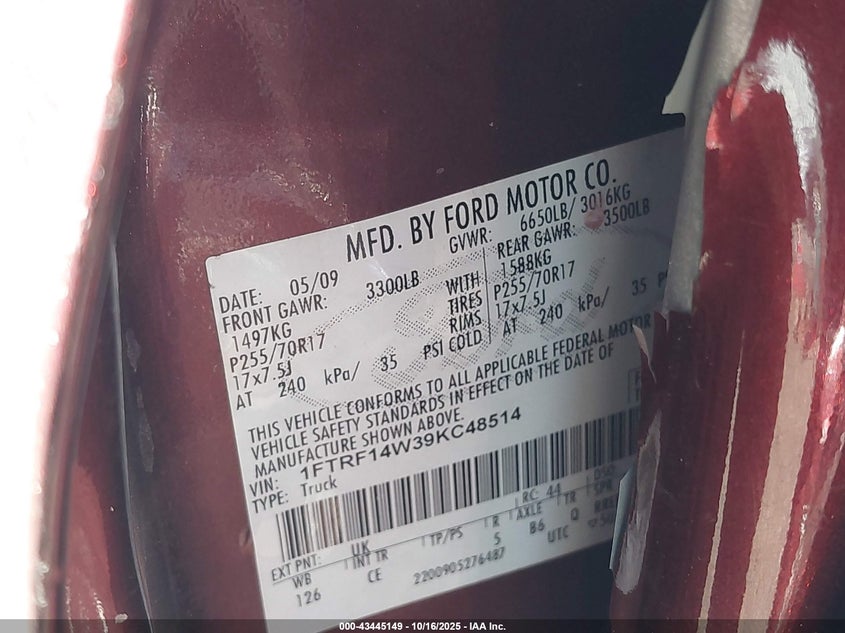 MFD. BY FORD MOTOR CO.
DATE: 05/09 GVWR: 6650LB/ 3016KG
FRONT GAWR: 3300LB REAR GAWR: 3500LB
1497KG WITH 1588KG
P255/70R17 TIRES P255/70R17
17x7.5J RIMS 17x7.5J
AT 240 kPa/ 35 PSI COLD AT 240 kPa/ 35
THIS VEHICLE CONFORMS TO ALL APPLICABLE FEDERAL MOTOR
VEHICLE SAFETY STANDARDS IN EFFECT ON THE DATE OF
MANUFACTURE SHOWN ABOVE.
VIN: 1FTRF14W39KC48514
TYPE: Truck
EXT PNT: UK RC: 44
WB INT TR TP/PS R AXLE TR SPR
126 CE 5 B6 Q
2200905276487 UTC
000-43445149 - 10/16/2025 - IAA Inc.